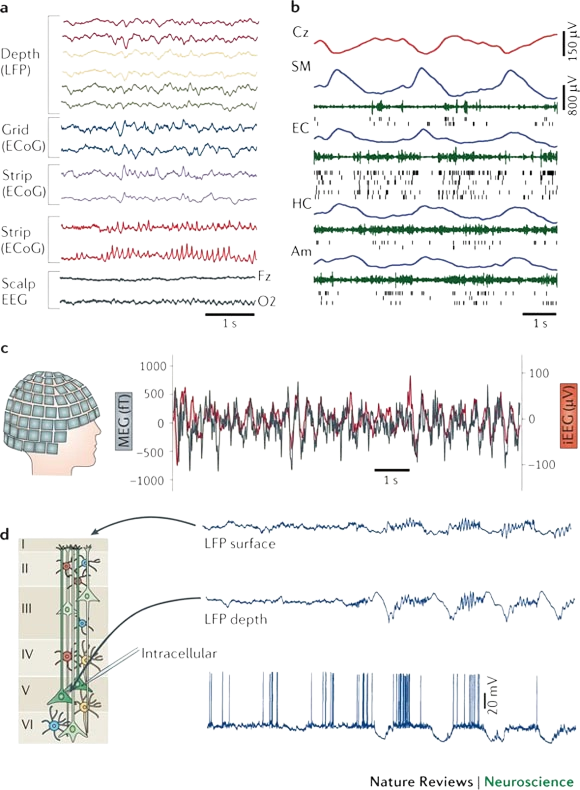 a
Depth
(LFP)
Grid
(ECoG)
Strip
(ECoG)
Strip
(ECoG)
Scalp
EEG
Fz
O2
1 s
b
Cz
150 μV
SM
800 μV
EC
HC
Am
1 s
c
MEG (fT)
1000
500
0
−500
−1000
100
0
−100
iEEG (μV)
1 s
d
I
II
III
IV
V
VI
LFP surface
LFP depth
Intracellular
20 mV
Nature Reviews | Neuroscience